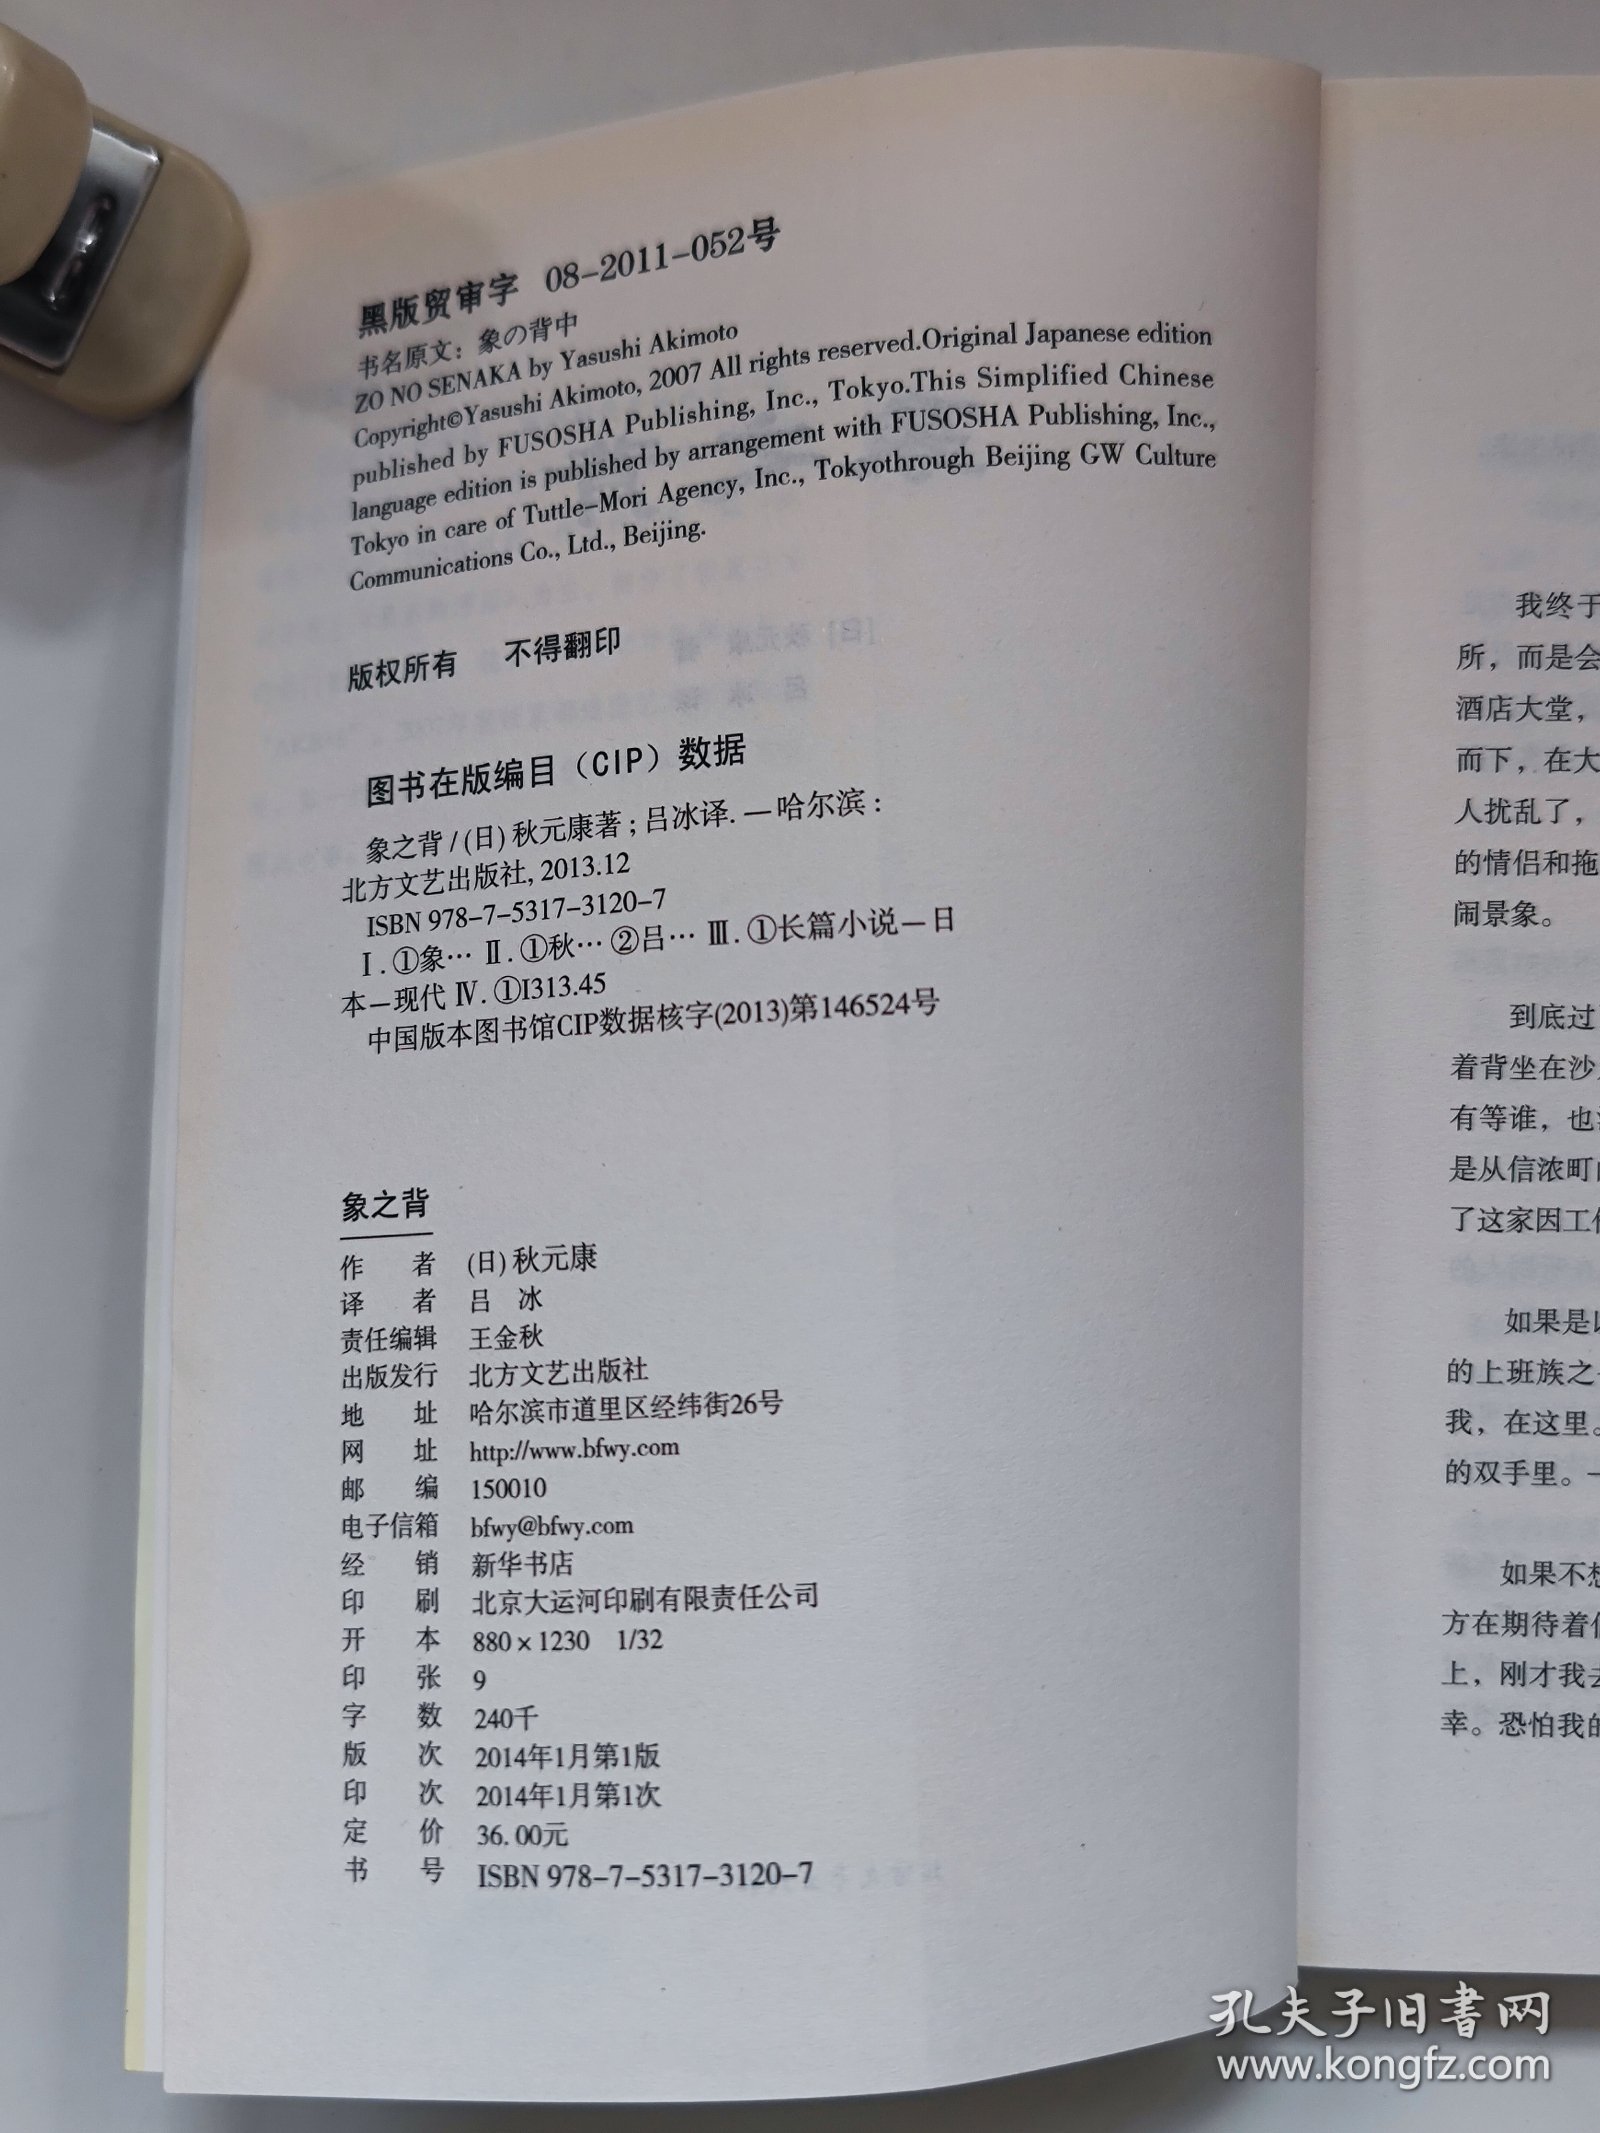 黑版贸审字 08-2011-052号
书名原文：象の背中
ZO NO SENAKA by Yasushi Akimoto
Copyright©Yasushi Akimoto, 2007 All rights reserved.Original Japanese edition
published by FUSOSHA Publishing, Inc., Tokyo.This Simplified Chinese
language edition is published by arrangement with FUSOSHA Publishing, Inc.,
Tokyo in care of Tuttle-Mori Agency, Inc., Tokyothrough Beijing GW Culture
Communications Co., Ltd., Beijing.
版权所有 不得翻印
图书在版编目（CIP）数据
象之背/(日)秋元康著；吕冰译.—哈尔滨：
北方文艺出版社, 2013.12
ISBN 978-7-5317-3120-7
Ⅰ.①象… Ⅱ.①秋… ②吕… Ⅲ.①长篇小说—日
本—现代 Ⅳ.①I313.45
中国版本图书馆CIP数据核字(2013)第146524号
象之背
作者 (日)秋元康
译者 吕 冰
责任编辑 王金秋
出版发行 北方文艺出版社
地址 哈尔滨市道里区经纬街26号
网址 http://www.bfwy.com
邮编 150010
电子信箱 bfwy@bfwy.com
经销 新华书店
印刷 北京大运河印刷有限责任公司
开本 880×1230 1/32
印张 9
字数 240千
版次 2014年1月第1版
印次 2014年1月第1次
定价 36.00元
书号 ISBN 978-7-5317-3120-7
我终于
所，而是会
酒店大堂，
而下，在大
人扰乱了，
的情侣和拖
闹景象。
到底过
着背坐在沙
有等谁，也
是从信浓町
了这家因工
如果是
的上班族之
我，在这里。
的双手里。
如果不想
方在期待着
上，刚才我
幸。恐怕我的
孔夫子旧书网
www.kongfz.com